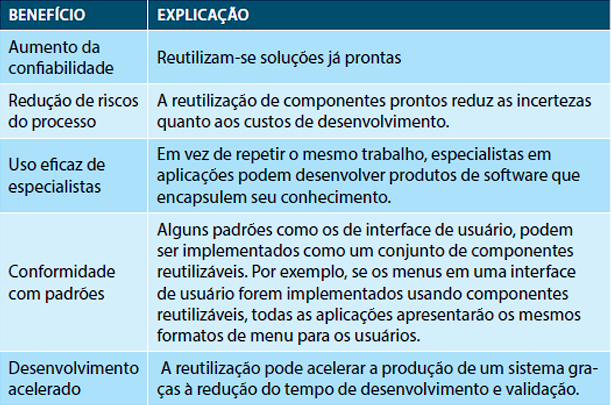 BENEFÍCIO EXPLICAÇÃO
Aumento da
confiabilidade
Reutilizam-se soluções já prontas
Redução de riscos
do processo
A reutilização de componentes prontos reduz as incertezas
quanto aos custos de desenvolvimento.
Uso eficaz de
especialistas
Em vez de repetir o mesmo trabalho, especialistas em
aplicações podem desenvolver produtos de software que
encapsulem seu conhecimento.
Conformidade
com padrões
Alguns padrões como os de interface de usuário, podem
ser implementados como um conjunto de componentes
reutilizáveis. Por exemplo, se os menus em uma interface
de usuário forem implementados usando componentes
reutilizáveis, todas as aplicações apresentarão os mesmos
formatos de menu para os usuários.
Desenvolvimento
acelerado
A reutilização pode acelerar a produção de um sistema gra-
ças à redução do tempo de desenvolvimento e validação.